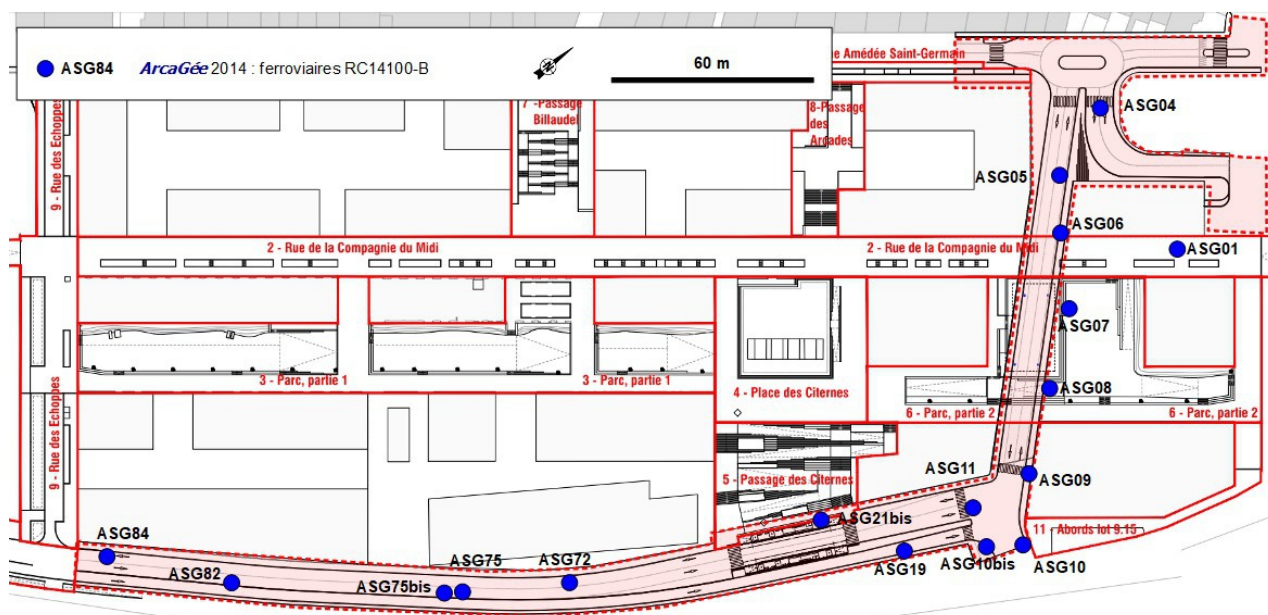 ASG84 ArcaGée 2014 : ferroviaires RC14100-B
60 m
e Amédée Saint-Germain
ASG04
7 -Passage
Billaudel
8-Passage
des
Arcades
9 - Rue des Echoppes
ASG05
ASG06
2 - Rue de la Compagnie du Midi
2 - Rue de la Compagnie du Midi
ASG01
ASG07
3 - Parc, partie 1
3 - Parc, partie 1
4 - Place des Citernes
ASG08
6 - Parc, partie 2
6 - Parc, partie 2
9 - Rue des Echoppes
ASG11
5 - Passage des Citernes
ASG09
ASG21bis
11 - Abords lot 9.15
ASG84
ASG82
ASG75bis
ASG75
ASG72
ASG19
ASG10bis
ASG10